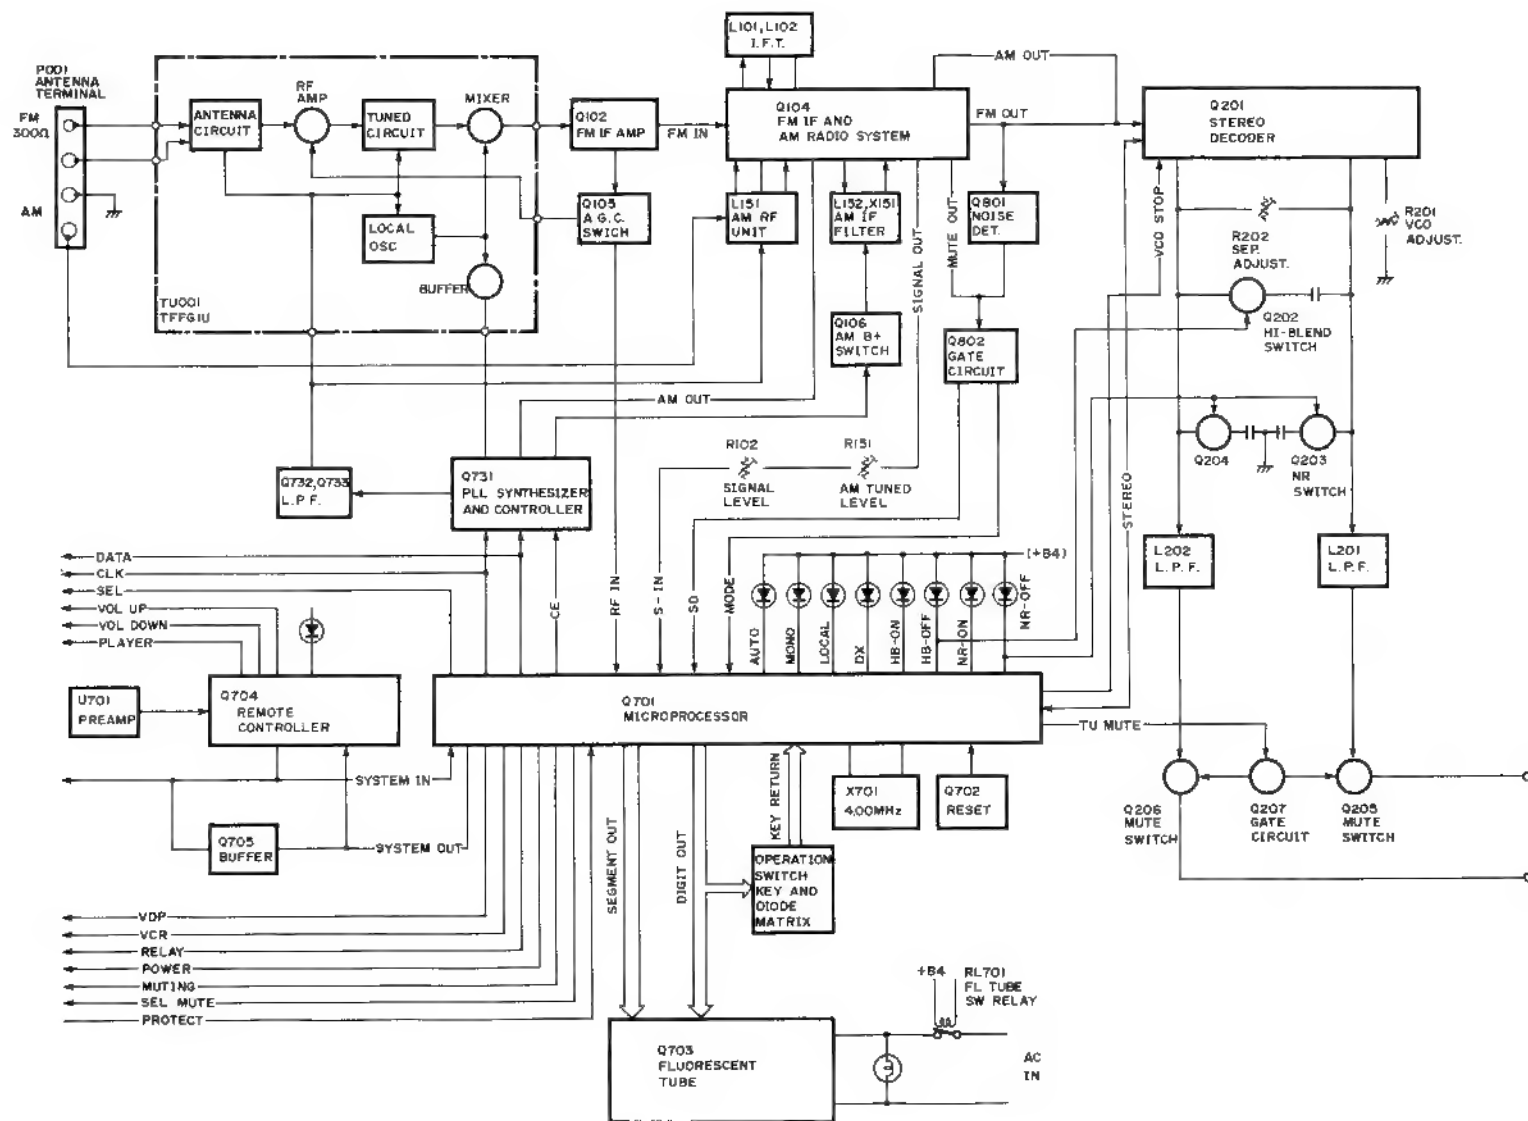 L101, L102
I.F.T.
P001
ANTENNA
TERMINAL
FM
300Ω
AM
ANTENNA
CIRCUIT
RF
AMP
TUNED
CIRCUIT
MIXER
LOCAL
OSC
BUFFER
TU001
TFFG1U
Q102
FM IF AMP
FM IN
Q105
A.G.C.
SWICH
Q104
FM IF AND
AM RADIO SYSTEM
AM OUT
FM OUT
L151
AM RF
UNIT
L152, X151
AM IF
FILTER
SIGNAL OUT
MUTE OUT
Q801
NOISE
DET.
Q106
AM B+
SWITCH
Q802
GATE
CIRCUIT
Q201
STEREO
DECODER
VCO STOP
STEREO
R202
SEP.
ADJUST.
R201
VCO
ADJUST.
Q202
HI-BLEND
SWITCH
Q204
Q203
NR
SWITCH
L202
L.P.F.
L201
L.P.F.
AM OUT
Q732, Q733
L.P.F.
Q731
PLL SYNTHESIZER
AND CONTROLLER
R102
SIGNAL
LEVEL
R151
AM TUNED
LEVEL
DATA
CLK
SEL
VOL UP
VOL DOWN
PLAYER
CE
RF IN
S-IN
SD
MODE
(+B4)
AUTO
MONO
LOCAL
DX
HB-ON
HB-OFF
NR-ON
NR-OFF
U701
PREAMP
Q704
REMOTE
CONTROLLER
Q701
MICROPROCESSOR
TU MUTE
SYSTEM IN
Q705
BUFFER
SYSTEM OUT
SEGMENT OUT
DIGIT OUT
KEY RETURN
X701
4.00MHz
Q702
RESET
Q206
MUTE
SWITCH
Q207
GATE
CIRCUIT
Q205
MUTE
SWITCH
OPERATION
SWITCH
KEY AND
DIODE
MATRIX
VDP
VCR
RELAY
POWER
MUTING
SEL MUTE
PROTECT
+B4
RL701
FL TUBE
SW RELAY
Q703
FLUORESCENT
TUBE
AC
IN